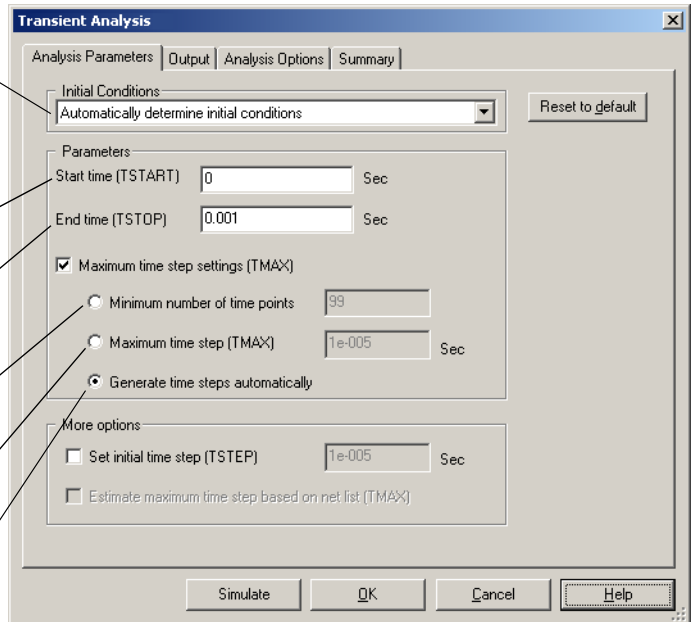 Transient Analysis
Analysis Parameters Output Analysis Options Summary
Initial Conditions
Automatically determine initial conditions
Reset to default
Parameters
Start time (TSTART) 0 Sec
End time (TSTOP) 0.001 Sec
Maximum time step settings (TMAX)
Minimum number of time points 99
Maximum time step (TMAX) 1e-005 Sec
Generate time steps automatically
More options
Set initial time step (TSTEP) 1e-005 Sec
Estimate maximum time step based on net list (TMAX)
Simulate OK Cancel Help